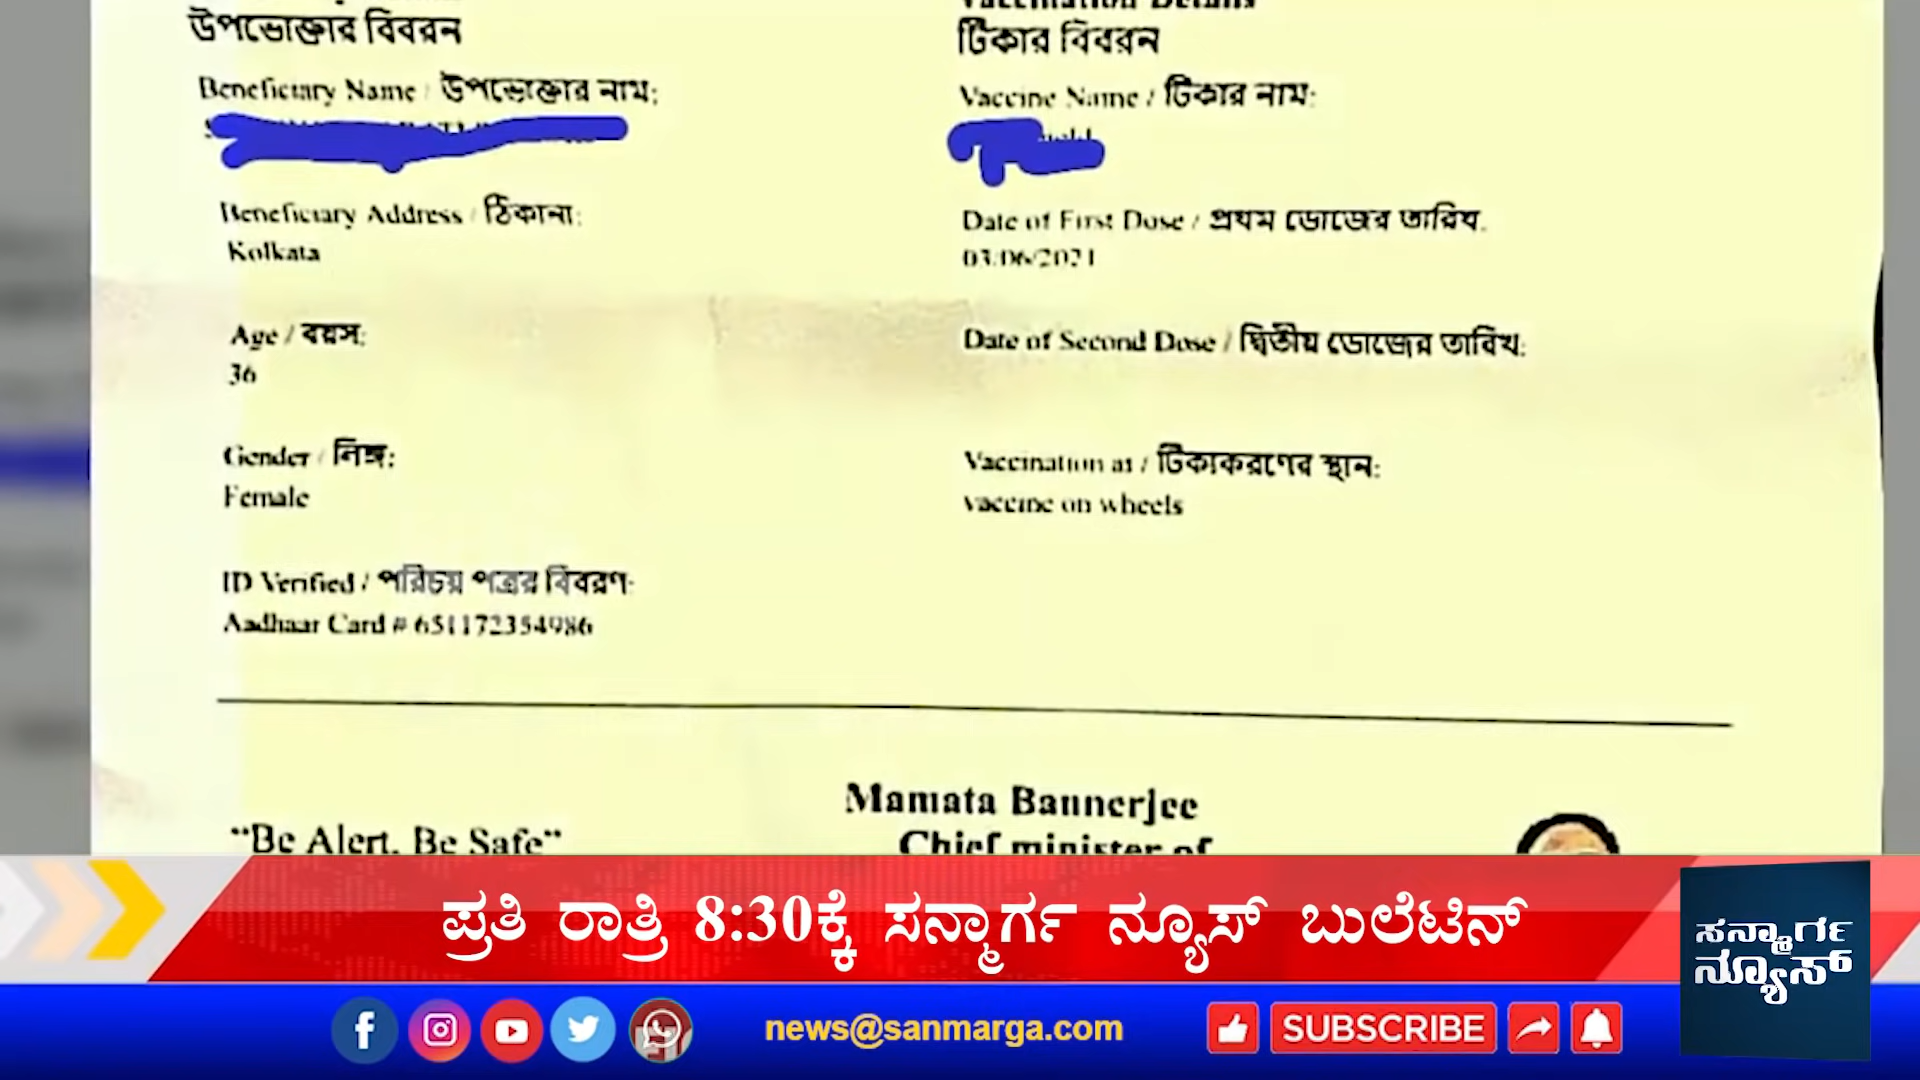 উপভোক্তার বিবরন
Beneficiary Name / উপভোক্তার নাম:
Beneficiary Address / ঠিকানা:
Kolkata
Age / বয়স:
36
Gender / লিঙ্গ:
Female
ID Verified / পরিচয় পত্রর বিবরণ:
Aadhaar Card # 651172354986
Vaccination Details
টিকার বিবরন
Vaccine Name / টিকার নাম:
Date of First Dose / প্রথম ডোজের তারিখ:
03/06/2021
Date of Second Dose / দ্বিতীয় ডোজের তারিখ:
Vaccination at / টিকাকরণের স্থান:
vaccine on wheels
"Be Alert, Be Safe"
Mamata Bannerjee
Chief minister of
ಪ್ರತಿ ರಾತ್ರಿ 8:30ಕ್ಕೆ ಸನ್ಮಾರ್ಗ ನ್ಯೂಸ್ ಬುಲೆಟಿನ್
ಸನ್ಮಾರ್ಗ
ನ್ಯೂಸ್
news@sanmarga.com
SUBSCRIBE